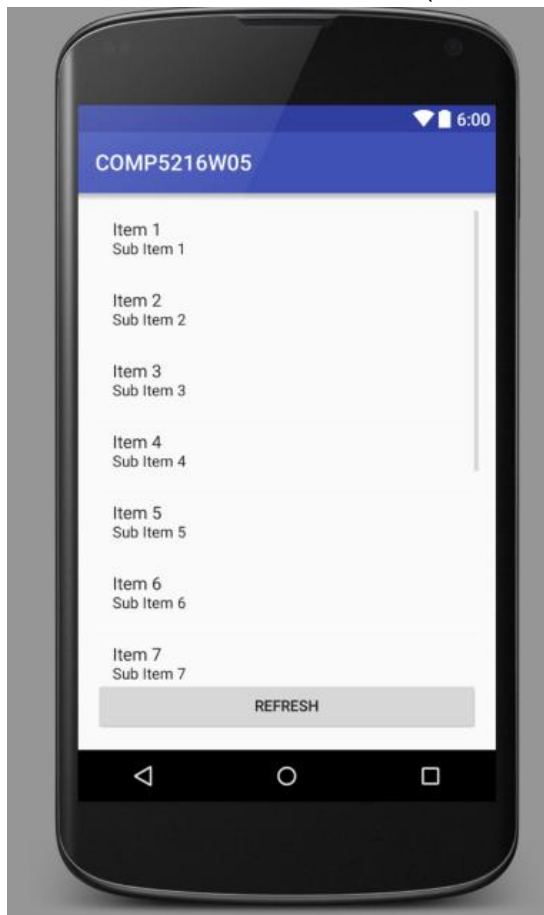 6:00
COMP5216W05
Item 1
Sub Item 1
Item 2
Sub Item 2
Item 3
Sub Item 3
Item 4
Sub Item 4
Item 5
Sub Item 5
Item 6
Sub Item 6
Item 7
Sub Item 7
REFRESH